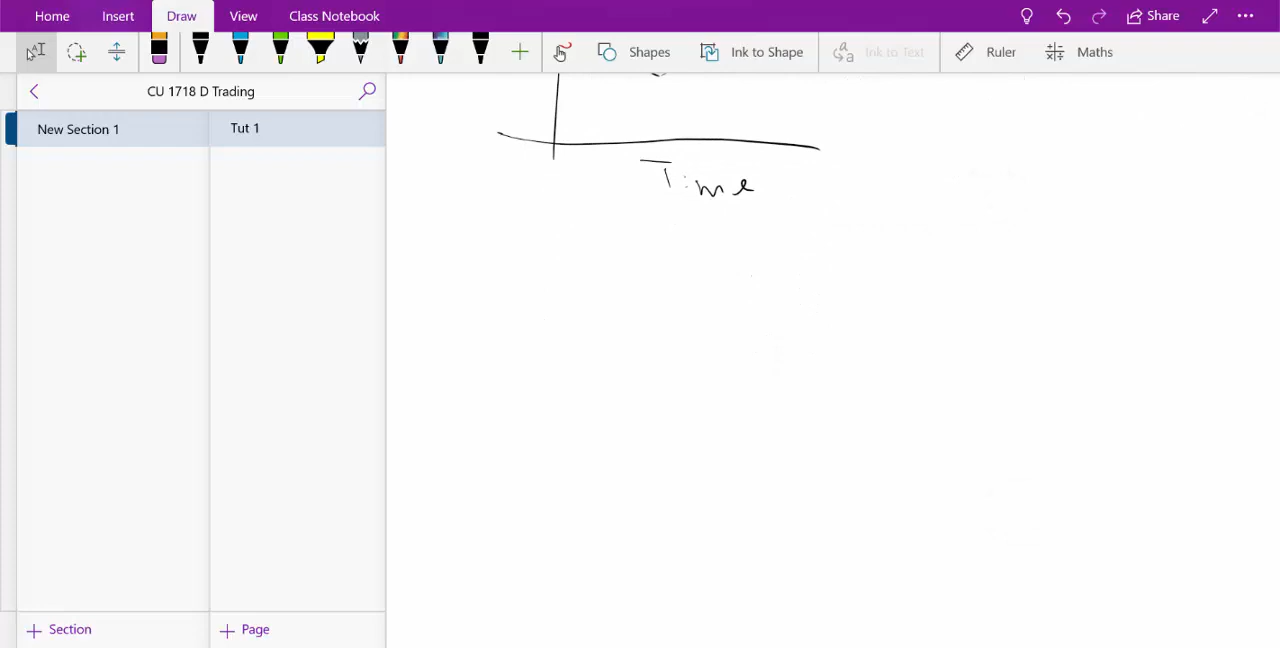 Home Insert Draw View Class Notebook Share
Shapes Ink to Shape Ink to Text Ruler Maths
CU 1718 D Trading
New Section 1 Tut 1
Time
Section Page